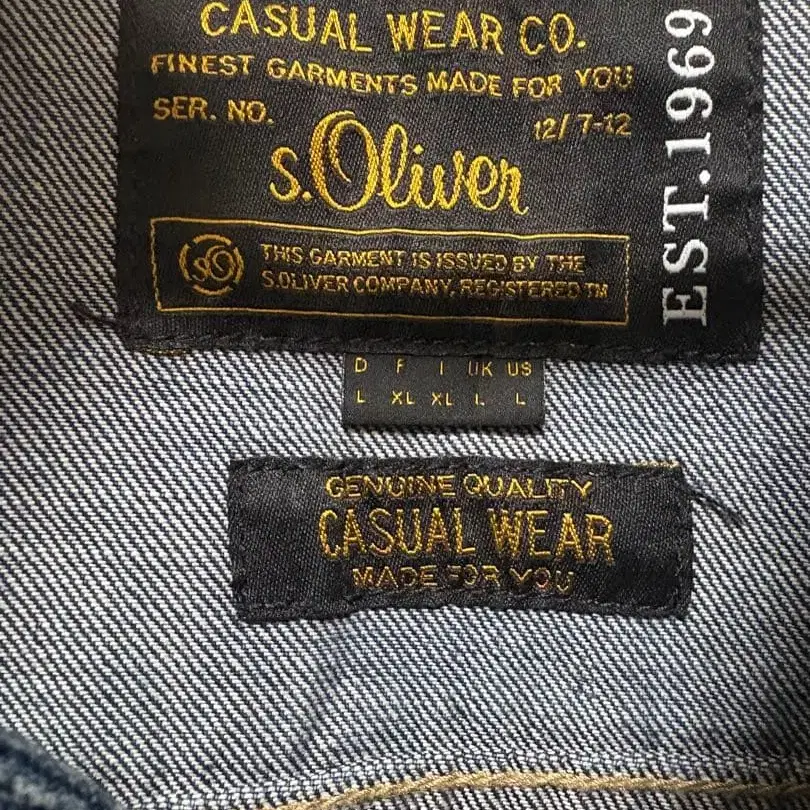 CASUAL WEAR CO.
FINEST GARMENTS MADE FOR YOU
SER. NO.
12/7-12
s.Oliver
sO
THIS GARMENT IS ISSUED BY THE
S.OLIVER COMPANY, REGISTERED TM
EST.1969
D F I UK US
L XL XL L L
GENUINE QUALITY
CASUAL WEAR
MADE FOR YOU